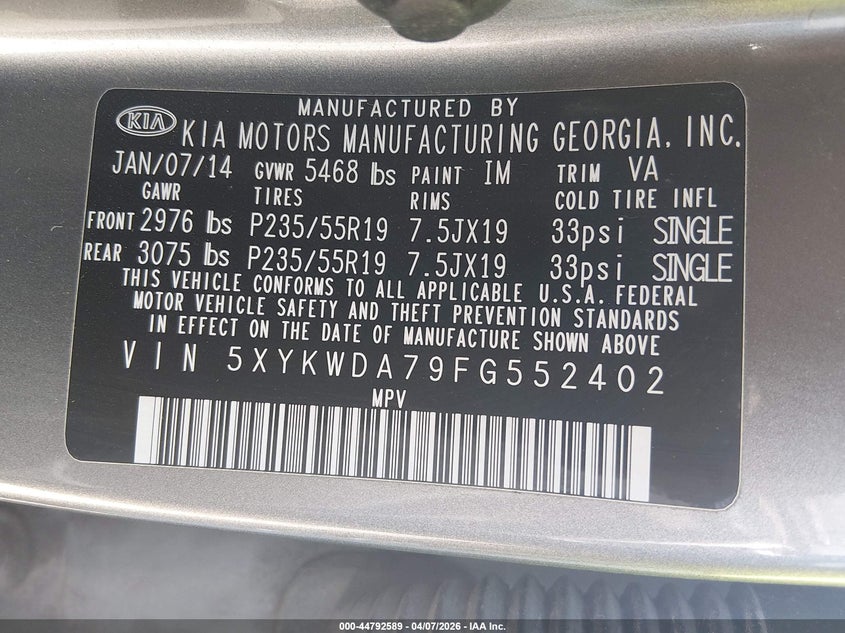 MANUFACTURED BY
KIA KIA MOTORS MANUFACTURING GEORGIA, INC.
JAN/07/14 GVWR 5468 lbs PAINT IM TRIM VA
GAWR TIRES RIMS COLD TIRE INFL
FRONT 2976 lbs P235/55R19 7.5JX19 33psi SINGLE
REAR 3075 lbs P235/55R19 7.5JX19 33psi SINGLE
THIS VEHICLE CONFORMS TO ALL APPLICABLE U.S.A. FEDERAL
MOTOR VEHICLE SAFETY AND THEFT PREVENTION STANDARDS
IN EFFECT ON THE DATE OF MANUFACTURE SHOWN ABOVE
VIN 5XYKWDA79FG552402
MPV
000-44792589 - 04/07/2026 - IAA Inc.